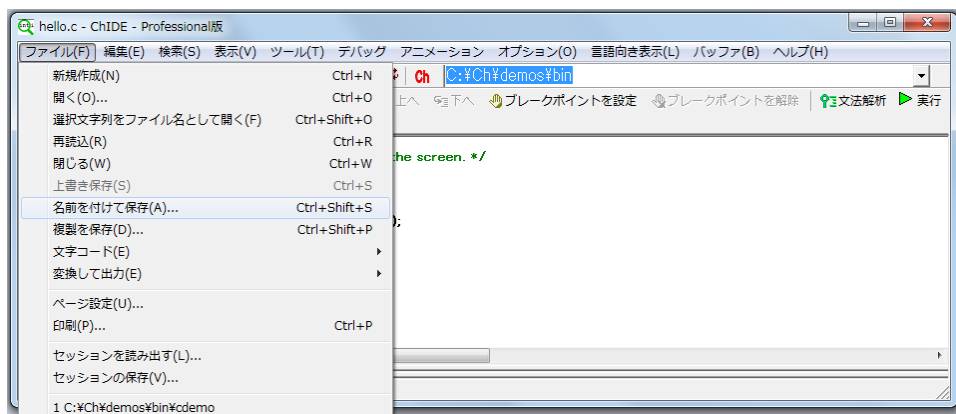 hello.c - ChIDE - Professional版
ファイル(F) 編集(E) 検索(S) 表示(V) ツール(T) デバッグ アニメーション オプション(O) 言語向き表示(L) バッファ(B) ヘルプ(H)
Ch C:¥Ch¥demos¥bin
上へ 下へ ブレークポイントを設定 ブレークポイントを解除 文法解析 実行
新規作成(N) Ctrl+N
開く(O)... Ctrl+O
選択文字列をファイル名として開く(F) Ctrl+Shift+O
再読込(R) Ctrl+R
閉じる(W) Ctrl+W
上書き保存(S) Ctrl+S
名前を付けて保存(A)... Ctrl+Shift+S
複製を保存(D)... Ctrl+Shift+P
文字コード(E)
変換して出力(E)
ページ設定(U)...
印刷(P)... Ctrl+P
セッションを読み出す(L)...
セッションの保存(V)...
1 C:¥Ch¥demos¥bin¥cdemo
the screen. */
);